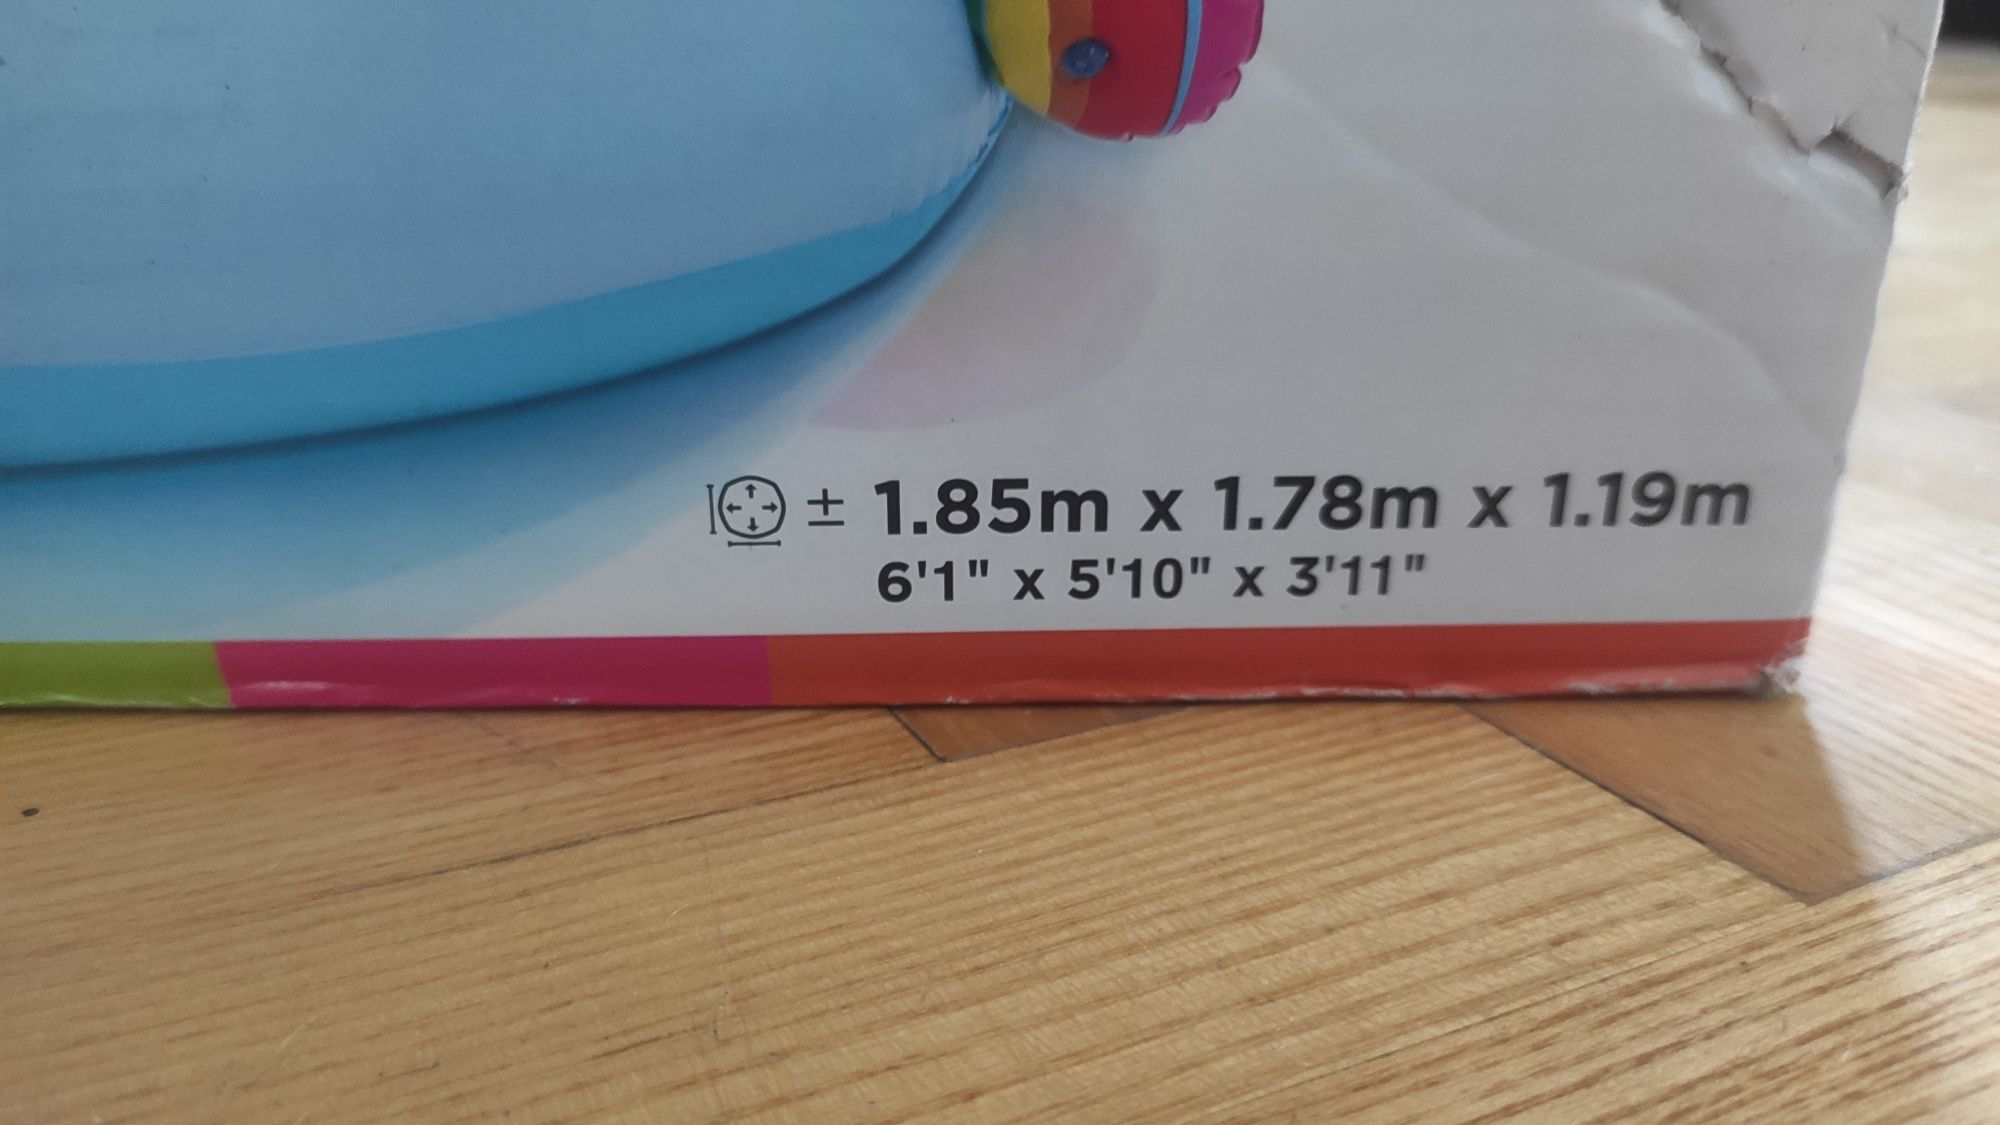 ± 1.85m x 1.78m x 1.19m
6'1" x 5'10" x 3'11"